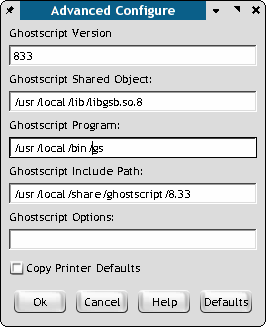 Advanced Configure
Ghostscript Version
833
Ghostscript Shared Object:
/usr/local/lib/libgsb.so.8
Ghostscript Program:
/usr/local/bin/gs
Ghostscript Include Path:
/usr/local/share/ghostscript/8.33
Ghostscript Options:
Copy Printer Defaults
Ok Cancel Help Defaults